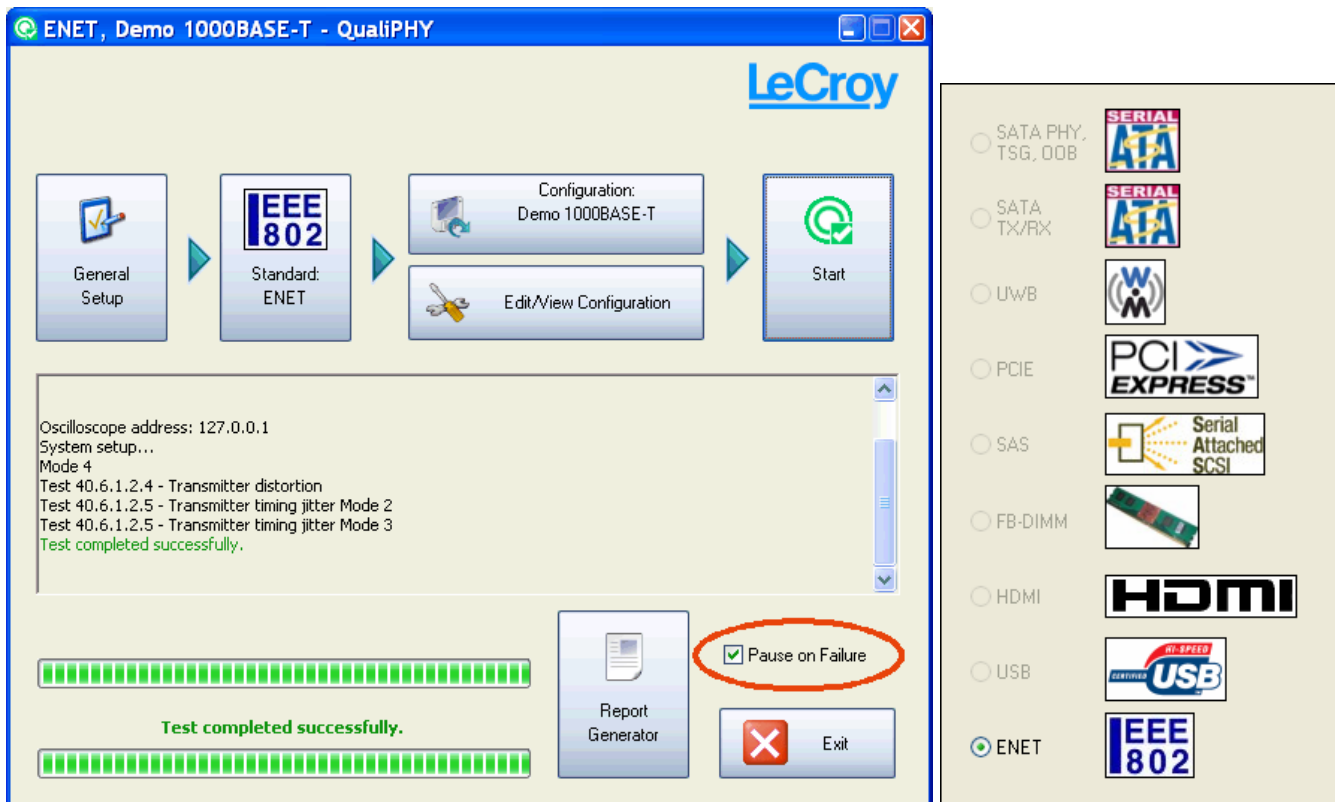 ENET, Demo 1000BASE-T - QualiPHY
LeCroy
General
Setup
IEEE
802
Standard:
ENET
Configuration:
Demo 1000BASE-T
Edit/View Configuration
Start
Oscilloscope address: 127.0.0.1
System setup...
Mode 4
Test 40.6.1.2.4 - Transmitter distortion
Test 40.6.1.2.5 - Transmitter timing jitter Mode 2
Test 40.6.1.2.5 - Transmitter timing jitter Mode 3
Test completed successfully.
Test completed successfully.
Report
Generator
Pause on Failure
Exit
SATA PHY,
TSG, OOB
SERIAL
ATA
SATA
TX/RX
SERIAL
ATA
UWB
WM
PCIE
PCI
EXPRESS™
SAS
Serial
Attached
SCSI
FB-DIMM
HDMI
HDMI
USB
HI-SPEED
CERTIFIED
USB
ENET
IEEE
802